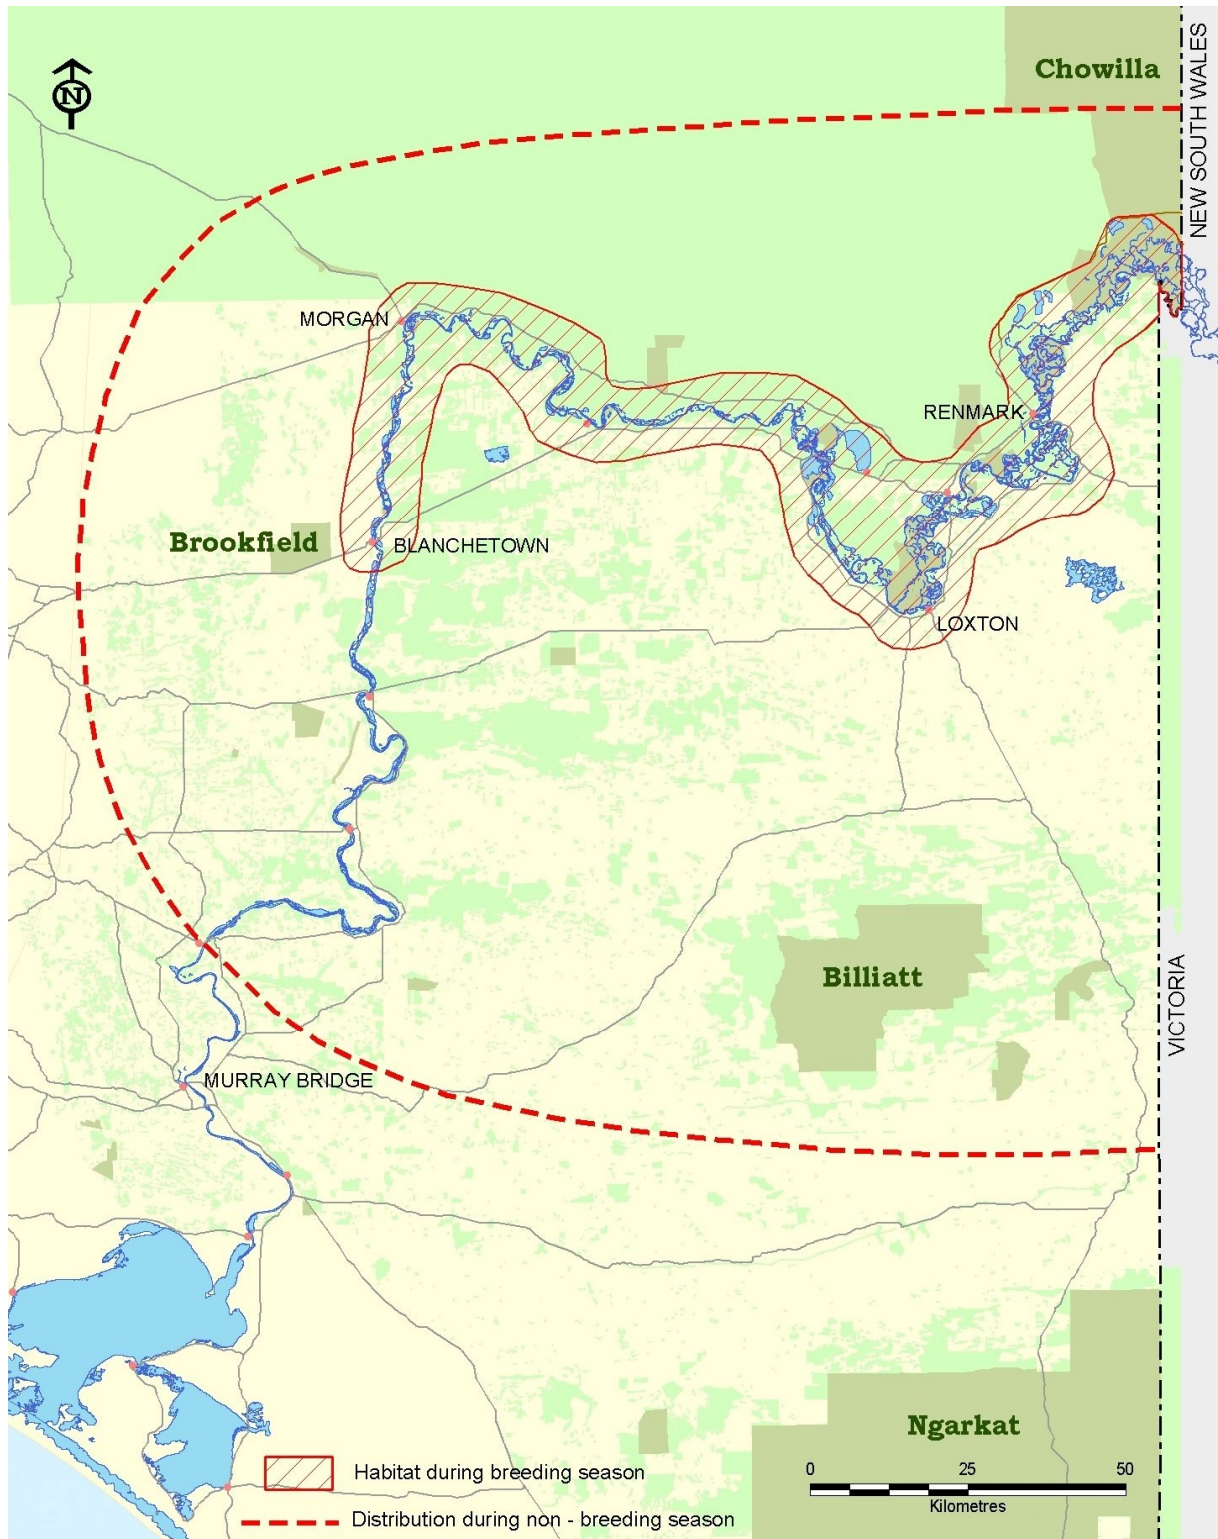 Chowilla
NEW SOUTH WALES
N
MORGAN
RENMARK
Brookfield
BLANCHETOWN
LOXTON
Billiatt
VICTORIA
MURRAY BRIDGE
Ngarkat
Habitat during breeding season
0 25 50
Kilometres
Distribution during non - breeding season